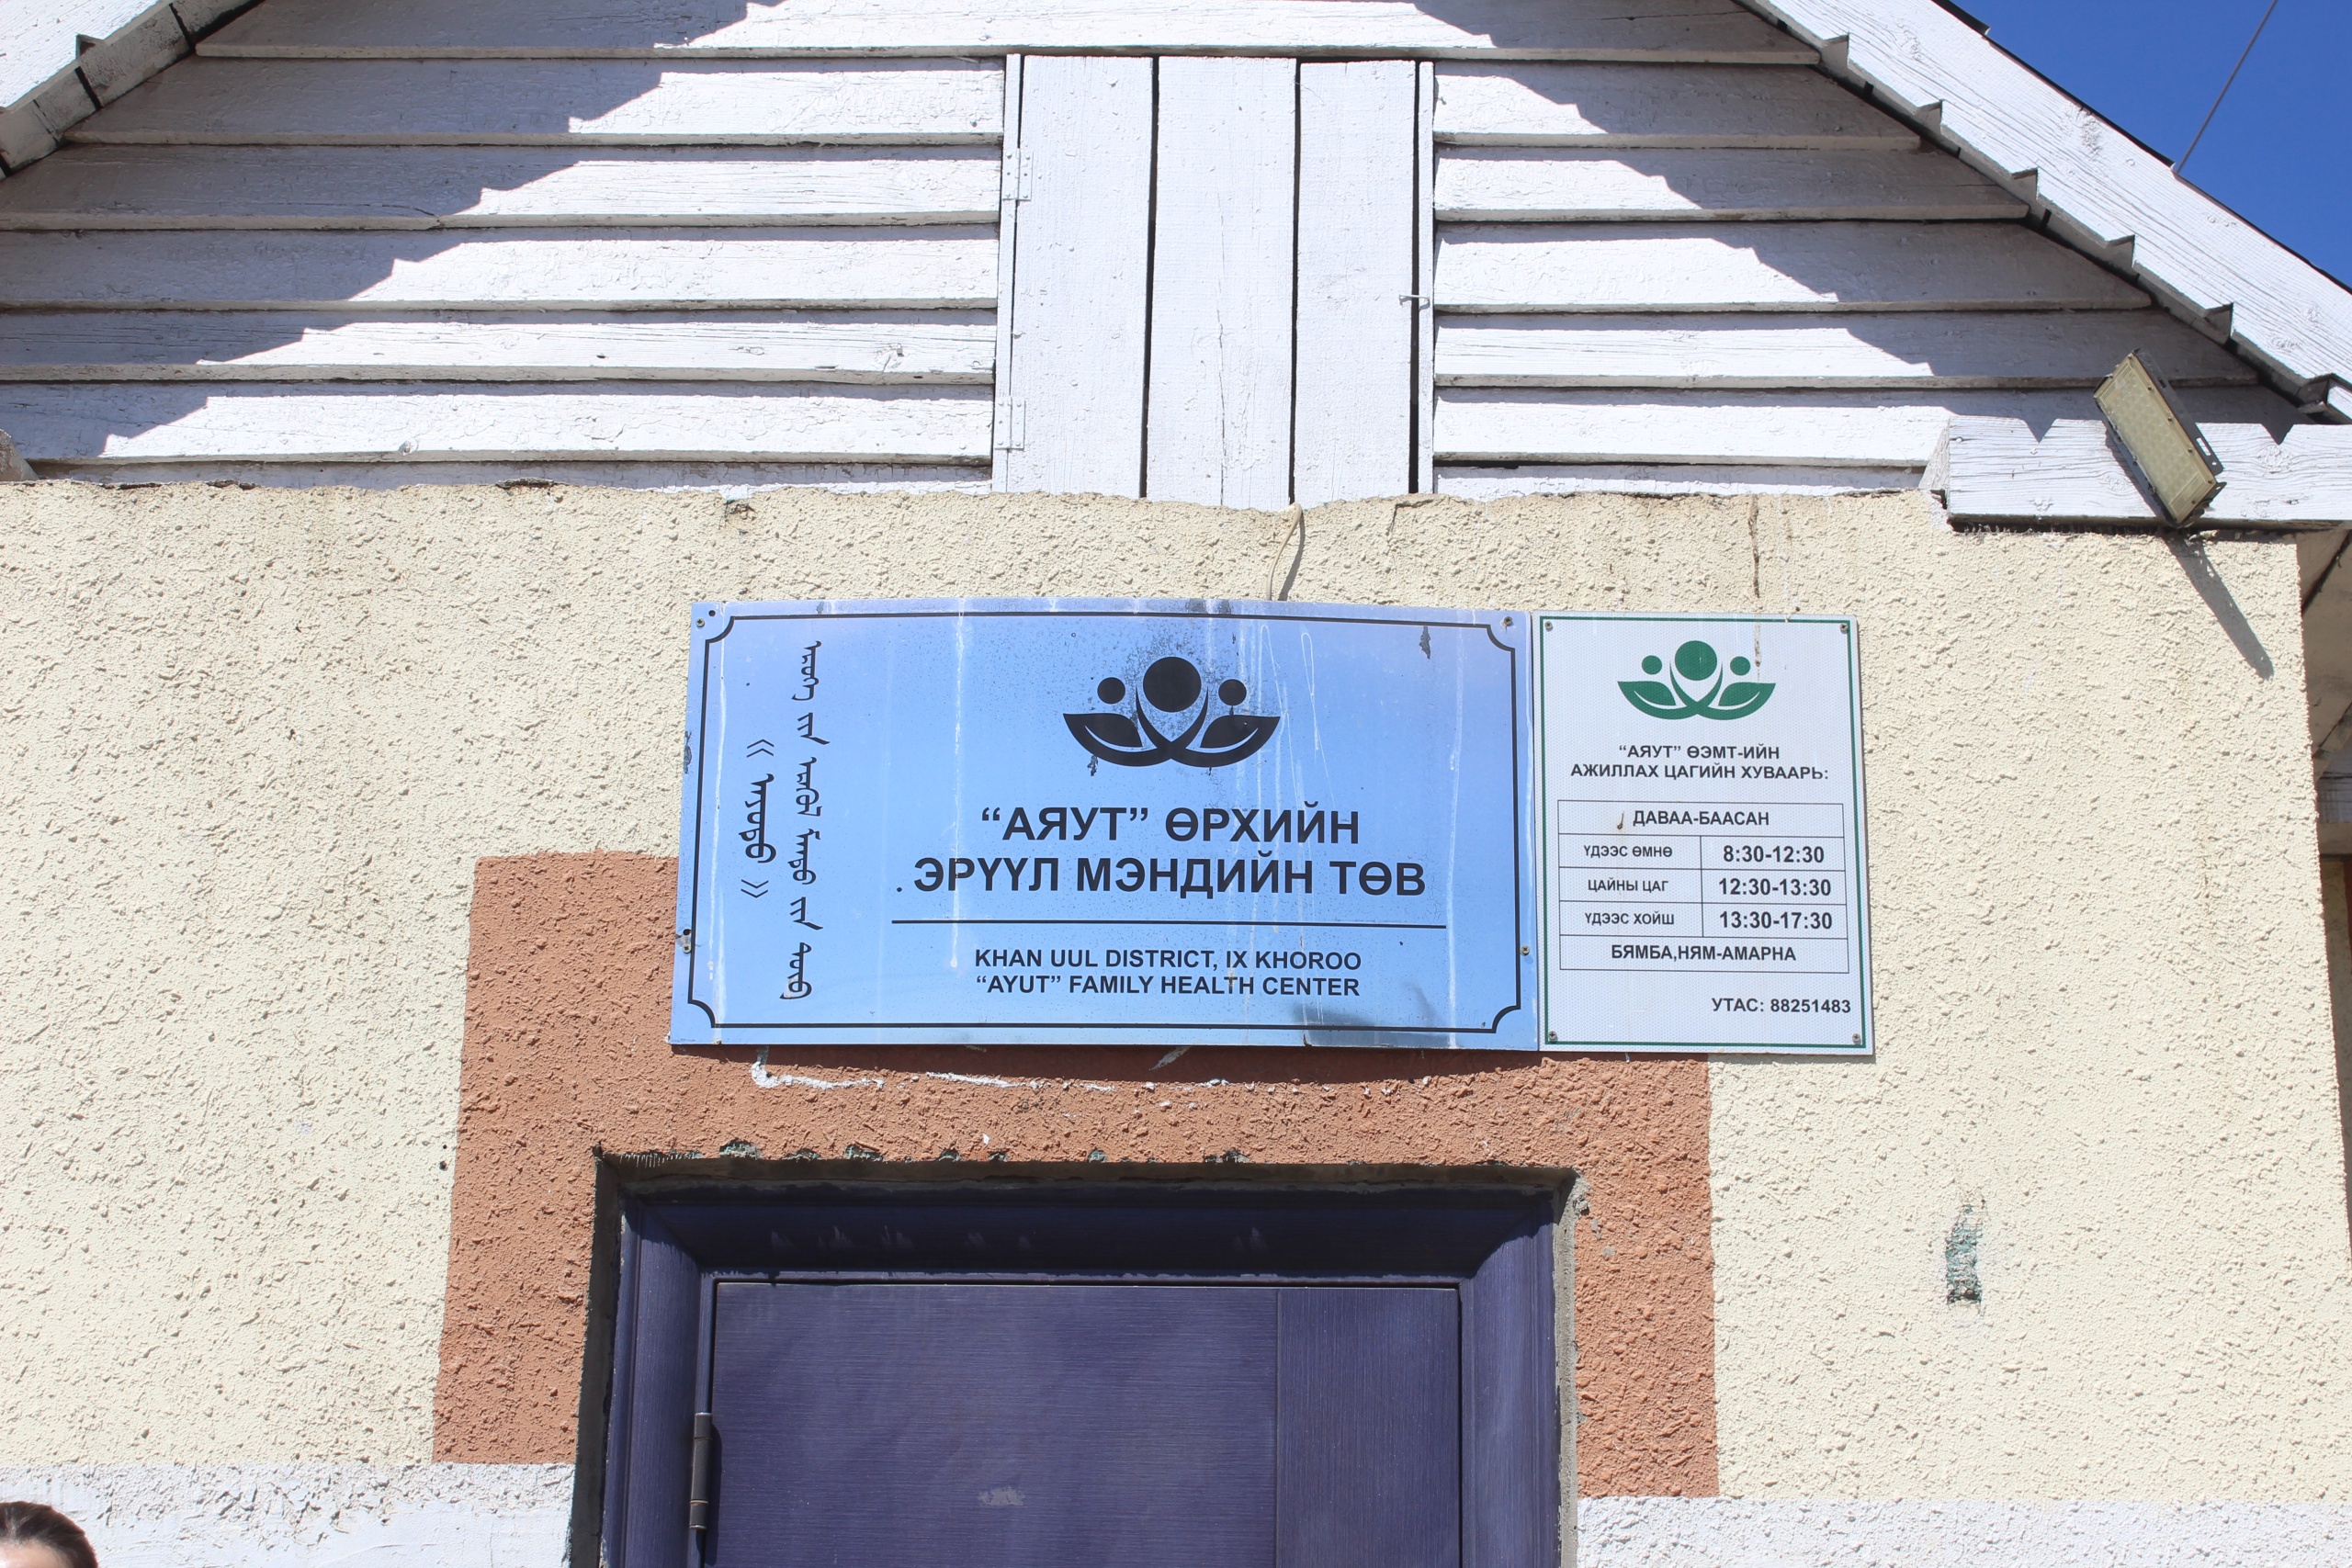 “АЯУТ” ӨРХИЙН
ЭРҮҮЛ МЭНДИЙН ТӨВ
KHAN UUL DISTRICT, IX KHOROO
“AYUT” FAMILY HEALTH CENTER
“АЯУТ” ӨЭМТ-ИЙН
АЖИЛЛАХ ЦАГИЙН ХУВААРЬ:
ДАВАА-БААСАН
ҮДЭЭС ӨМНӨ 8:30-12:30
ЦАЙНЫ ЦАГ 12:30-13:30
ҮДЭЭС ХОЙШ 13:30-17:30
БЯМБА,НЯМ-АМАРНА
УТАС: 88251483